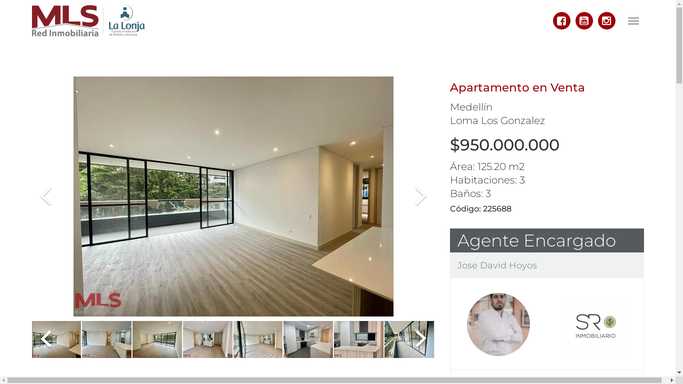 MLS
Red Inmobiliaria
La Lonja
Apartamento en Venta
Medellín
Loma Los Gonzalez
$950.000.000
Área: 125.20 m2
Habitaciones: 3
Baños: 3
Código: 225688
MLS
Agente Encargado
Jose David Hoyos
SR
INMOBILIARIO